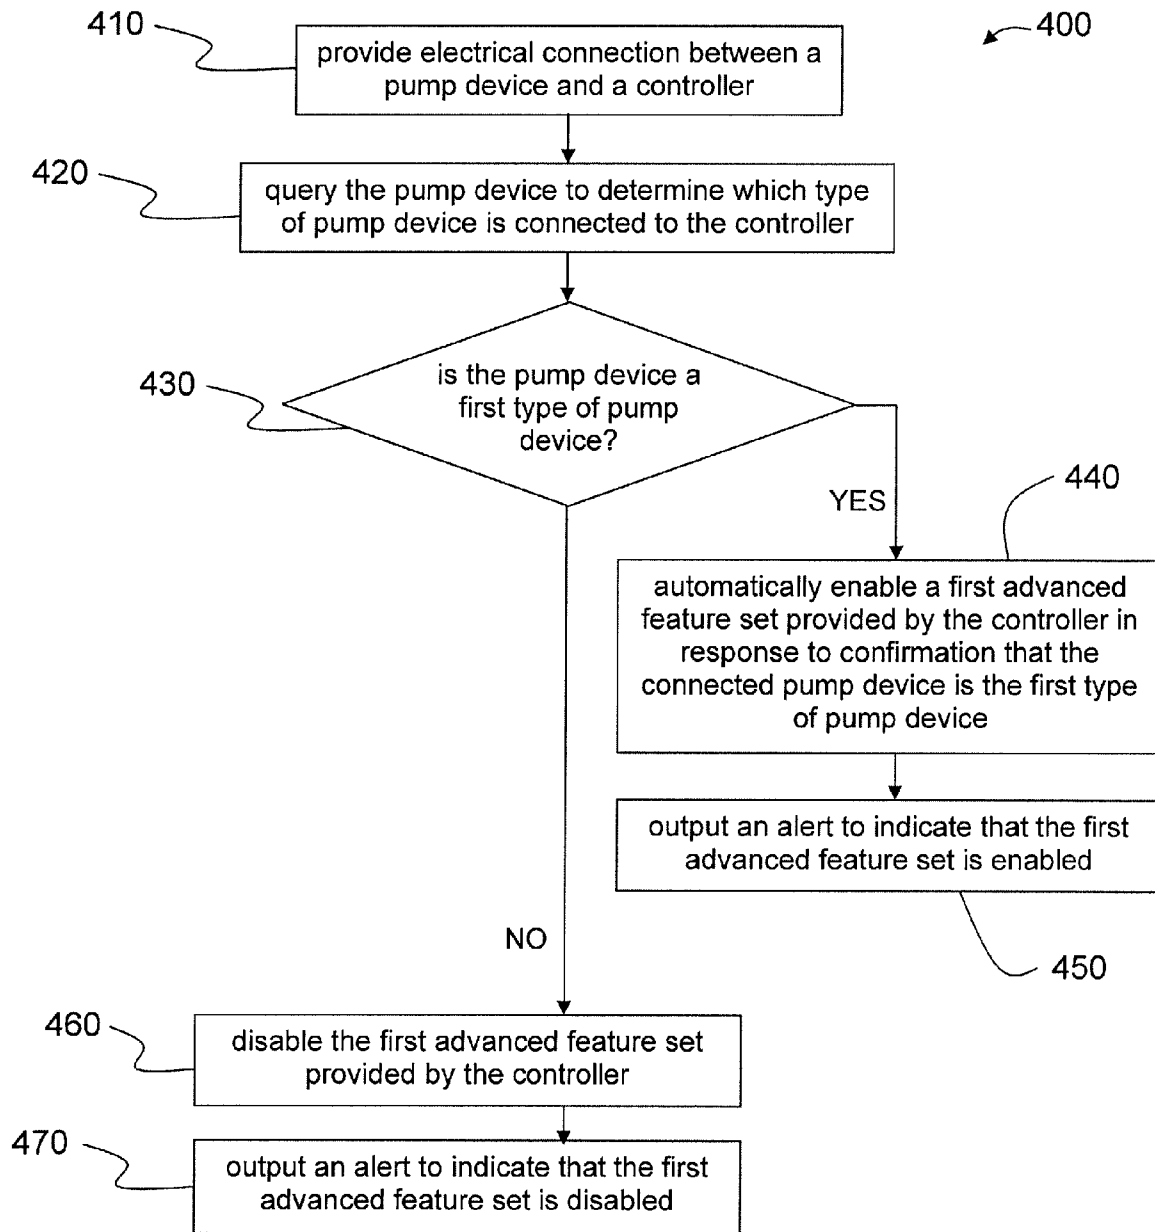 410
400
provide electrical connection between a
pump device and a controller
420
query the pump device to determine which type
of pump device is connected to the controller
430
is the pump device a
first type of pump
device?
YES
440
automatically enable a first advanced
feature set provided by the controller in
response to confirmation that the
connected pump device is the first type
of pump device
output an alert to indicate that the first
advanced feature set is enabled
450
NO
460
disable the first advanced feature set
provided by the controller
470
output an alert to indicate that the first
advanced feature set is disabled